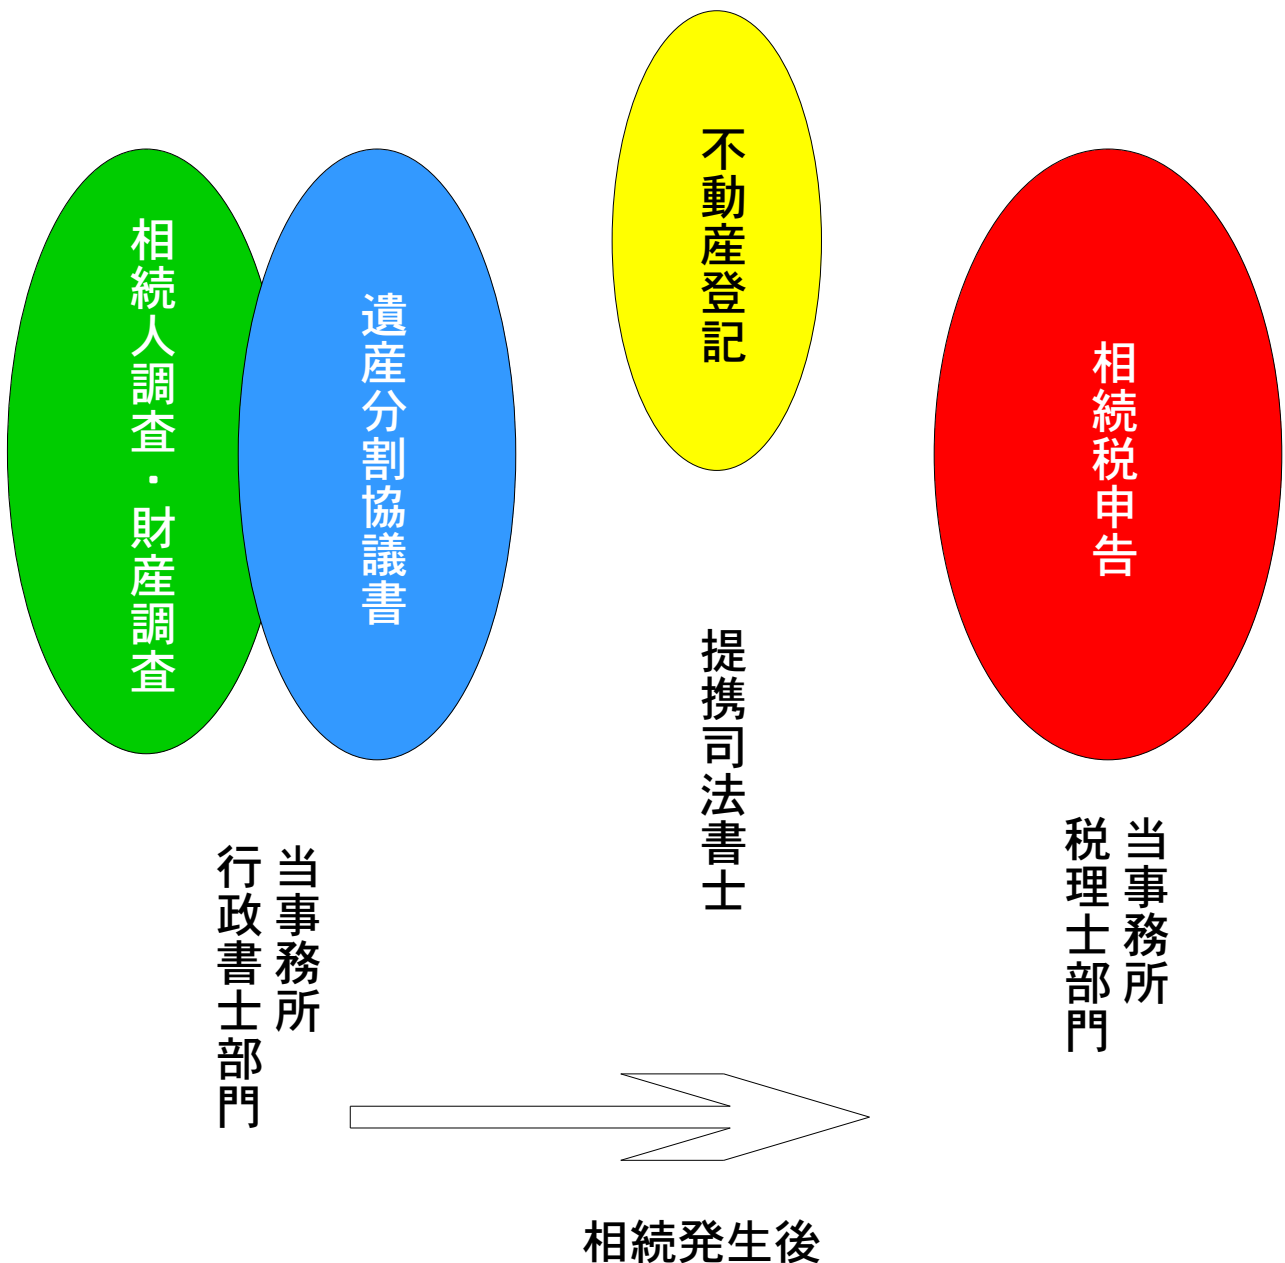 相続人調査・財産調査
遺産分割協議書
不動産登記
相続税申告
当事務所
行政書士部門
提携司法書士
当事務所
税理士部門
相続発生後